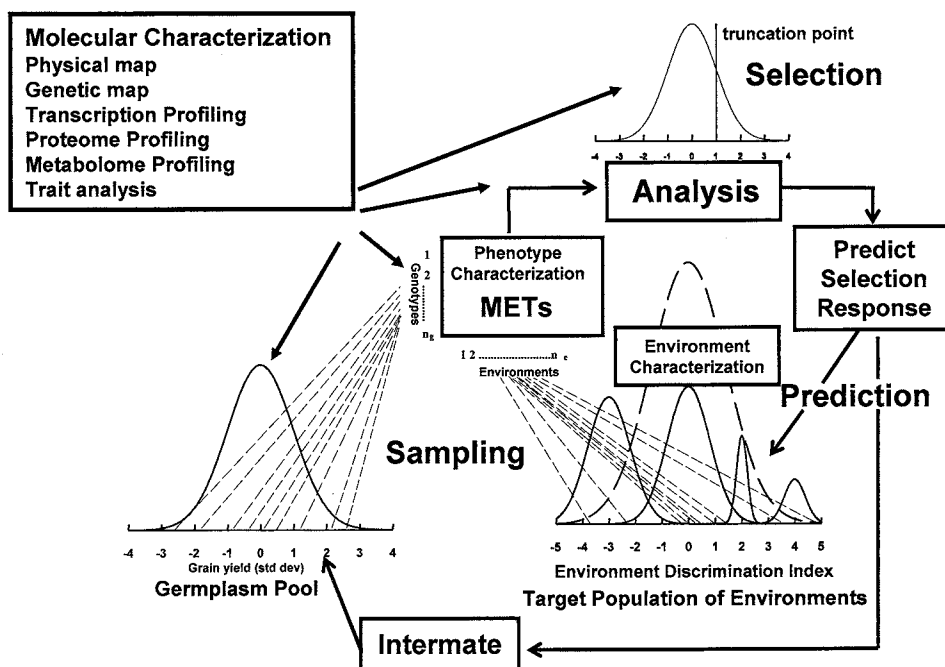 Molecular Characterization
Physical map
Genetic map
Transcription Profiling
Proteome Profiling
Metabolome Profiling
Trait analysis
truncation point
Selection
-4 -3 -2 -1 0 1 2 3 4
Analysis
Predict
Selection
Response
Phenotype
Characterization
METs
1
2
Genotypes
ng
1 2 ........................n e
Environments
Environment
Characterization
Prediction
Sampling
-4 -3 -2 -1 0 1 2 3 4
Grain yield (std dev)
Germplasm Pool
-5 -4 -3 -2 -1 0 1 2 3 4 5
Environment Discrimination Index
Target Population of Environments
Intermate